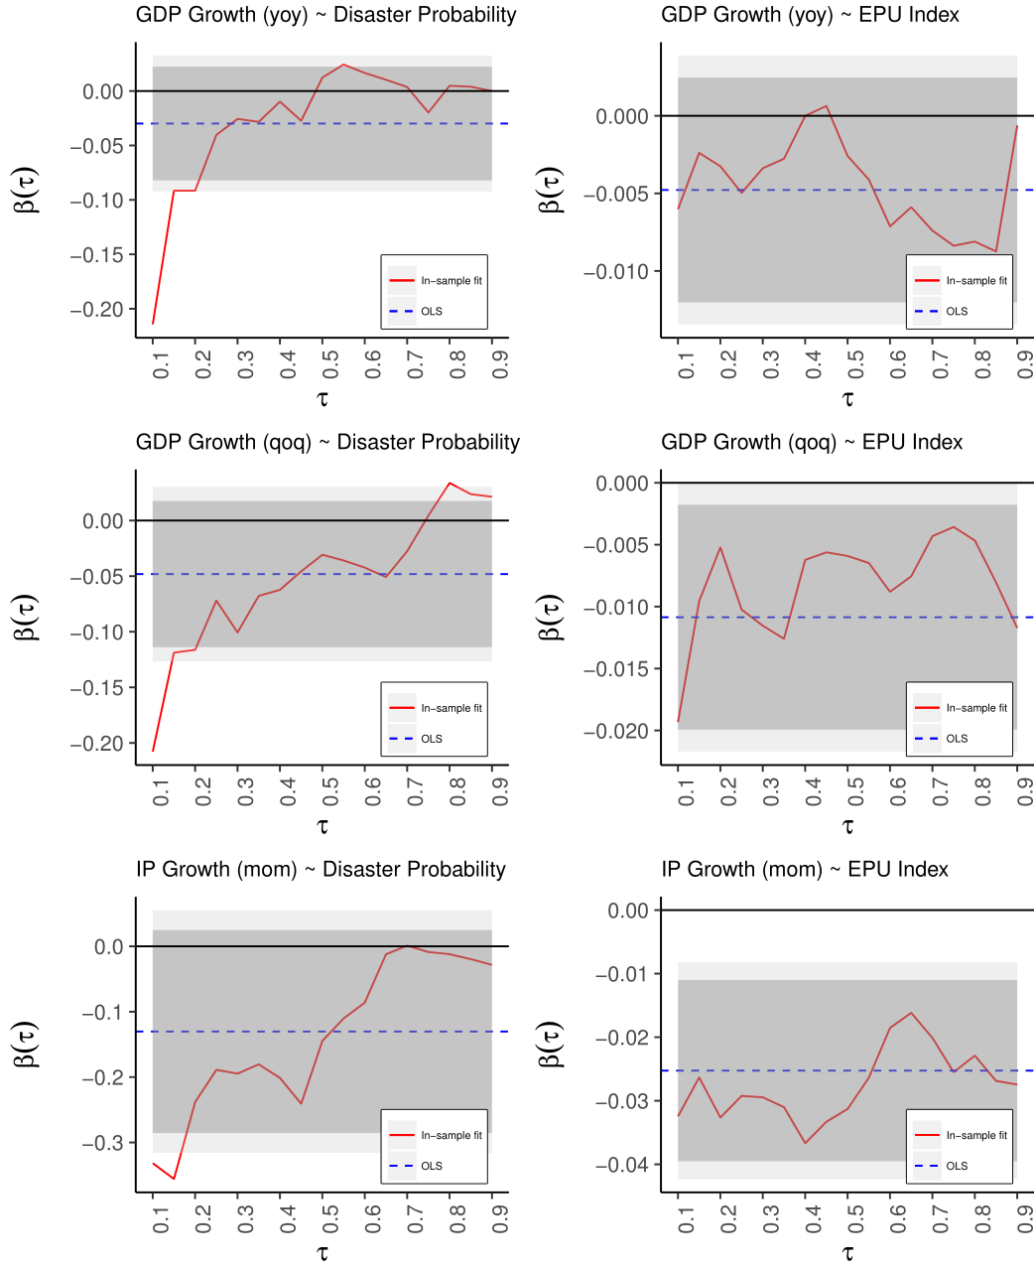 GDP Growth (yoy) ~ Disaster Probability
β(τ)
0.00
−0.05
−0.10
−0.15
−0.20
In−sample fit
OLS
0.1 0.2 0.3 0.4 0.5 0.6 0.7 0.8 0.9
τ
GDP Growth (yoy) ~ EPU Index
β(τ)
0.000
−0.005
−0.010
In−sample fit
OLS
0.1 0.2 0.3 0.4 0.5 0.6 0.7 0.8 0.9
τ
GDP Growth (qoq) ~ Disaster Probability
β(τ)
0.00
−0.05
−0.10
−0.15
−0.20
In−sample fit
OLS
0.1 0.2 0.3 0.4 0.5 0.6 0.7 0.8 0.9
τ
GDP Growth (qoq) ~ EPU Index
β(τ)
0.000
−0.005
−0.010
−0.015
−0.020
In−sample fit
OLS
0.1 0.2 0.3 0.4 0.5 0.6 0.7 0.8 0.9
τ
IP Growth (mom) ~ Disaster Probability
β(τ)
0.0
−0.1
−0.2
−0.3
In−sample fit
OLS
0.1 0.2 0.3 0.4 0.5 0.6 0.7 0.8 0.9
τ
IP Growth (mom) ~ EPU Index
β(τ)
0.00
−0.01
−0.02
−0.03
−0.04
In−sample fit
OLS
0.1 0.2 0.3 0.4 0.5 0.6 0.7 0.8 0.9
τ